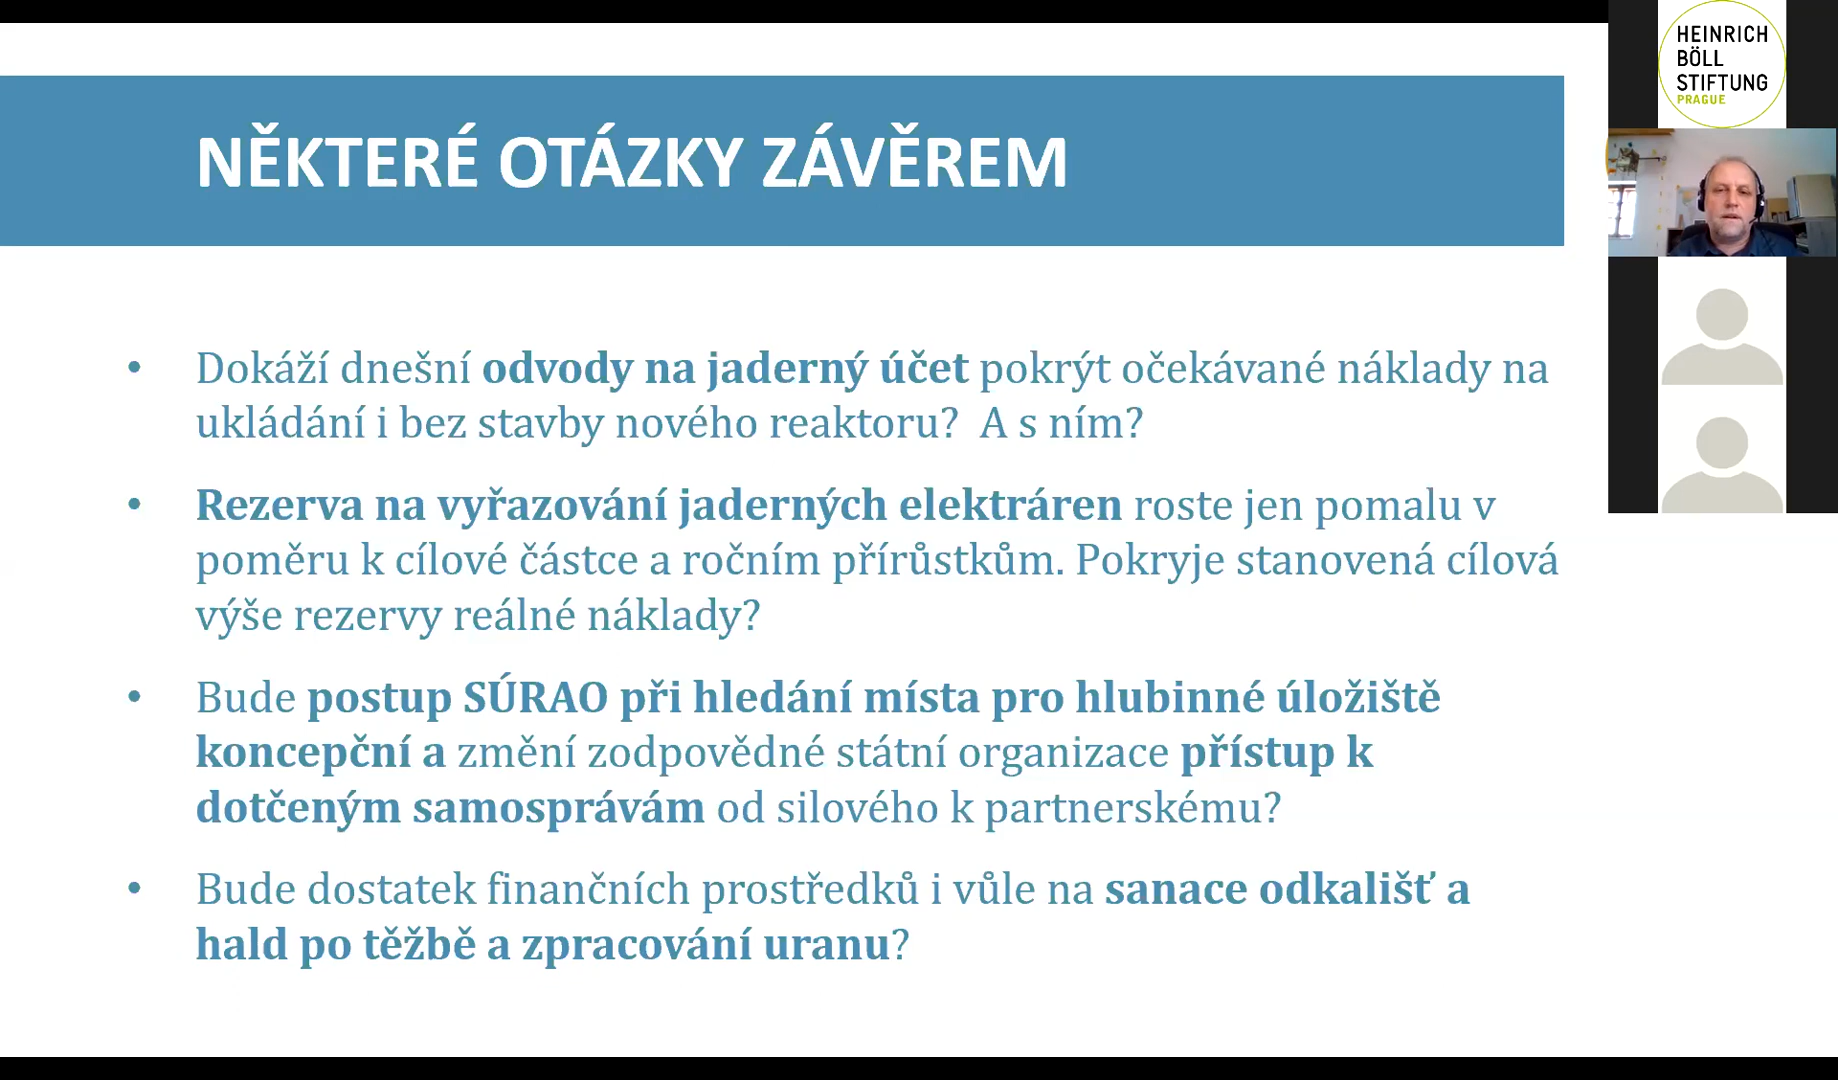 NĚKTERÉ OTÁZKY ZÁVĚREM
• Dokáží dnešní odvody na jaderný účet pokrýt očekávané náklady na
ukládání i bez stavby nového reaktoru? A s ním?
• Rezerva na vyřazování jaderných elektráren roste jen pomalu v
poměru k cílové částce a ročním přírůstkům. Pokryje stanovená cílová
výše rezervy reálné náklady?
• Bude postup SÚRAO při hledání místa pro hlubinné úložiště
koncepční a změní zodpovědné státní organizace přístup k
dotčeným samosprávám od silového k partnerskému?
• Bude dostatek finančních prostředků i vůle na sanace odkališť a
hald po těžbě a zpracování uranu?
HEINRICH
BÖLL
STIFTUNG
PRAGUE